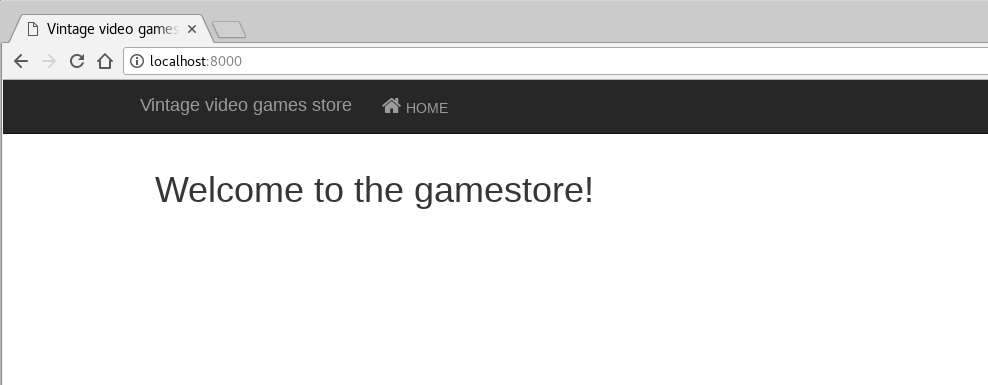 Vintage video games
localhost:8000
Vintage video games store HOME
Welcome to the gamestore!